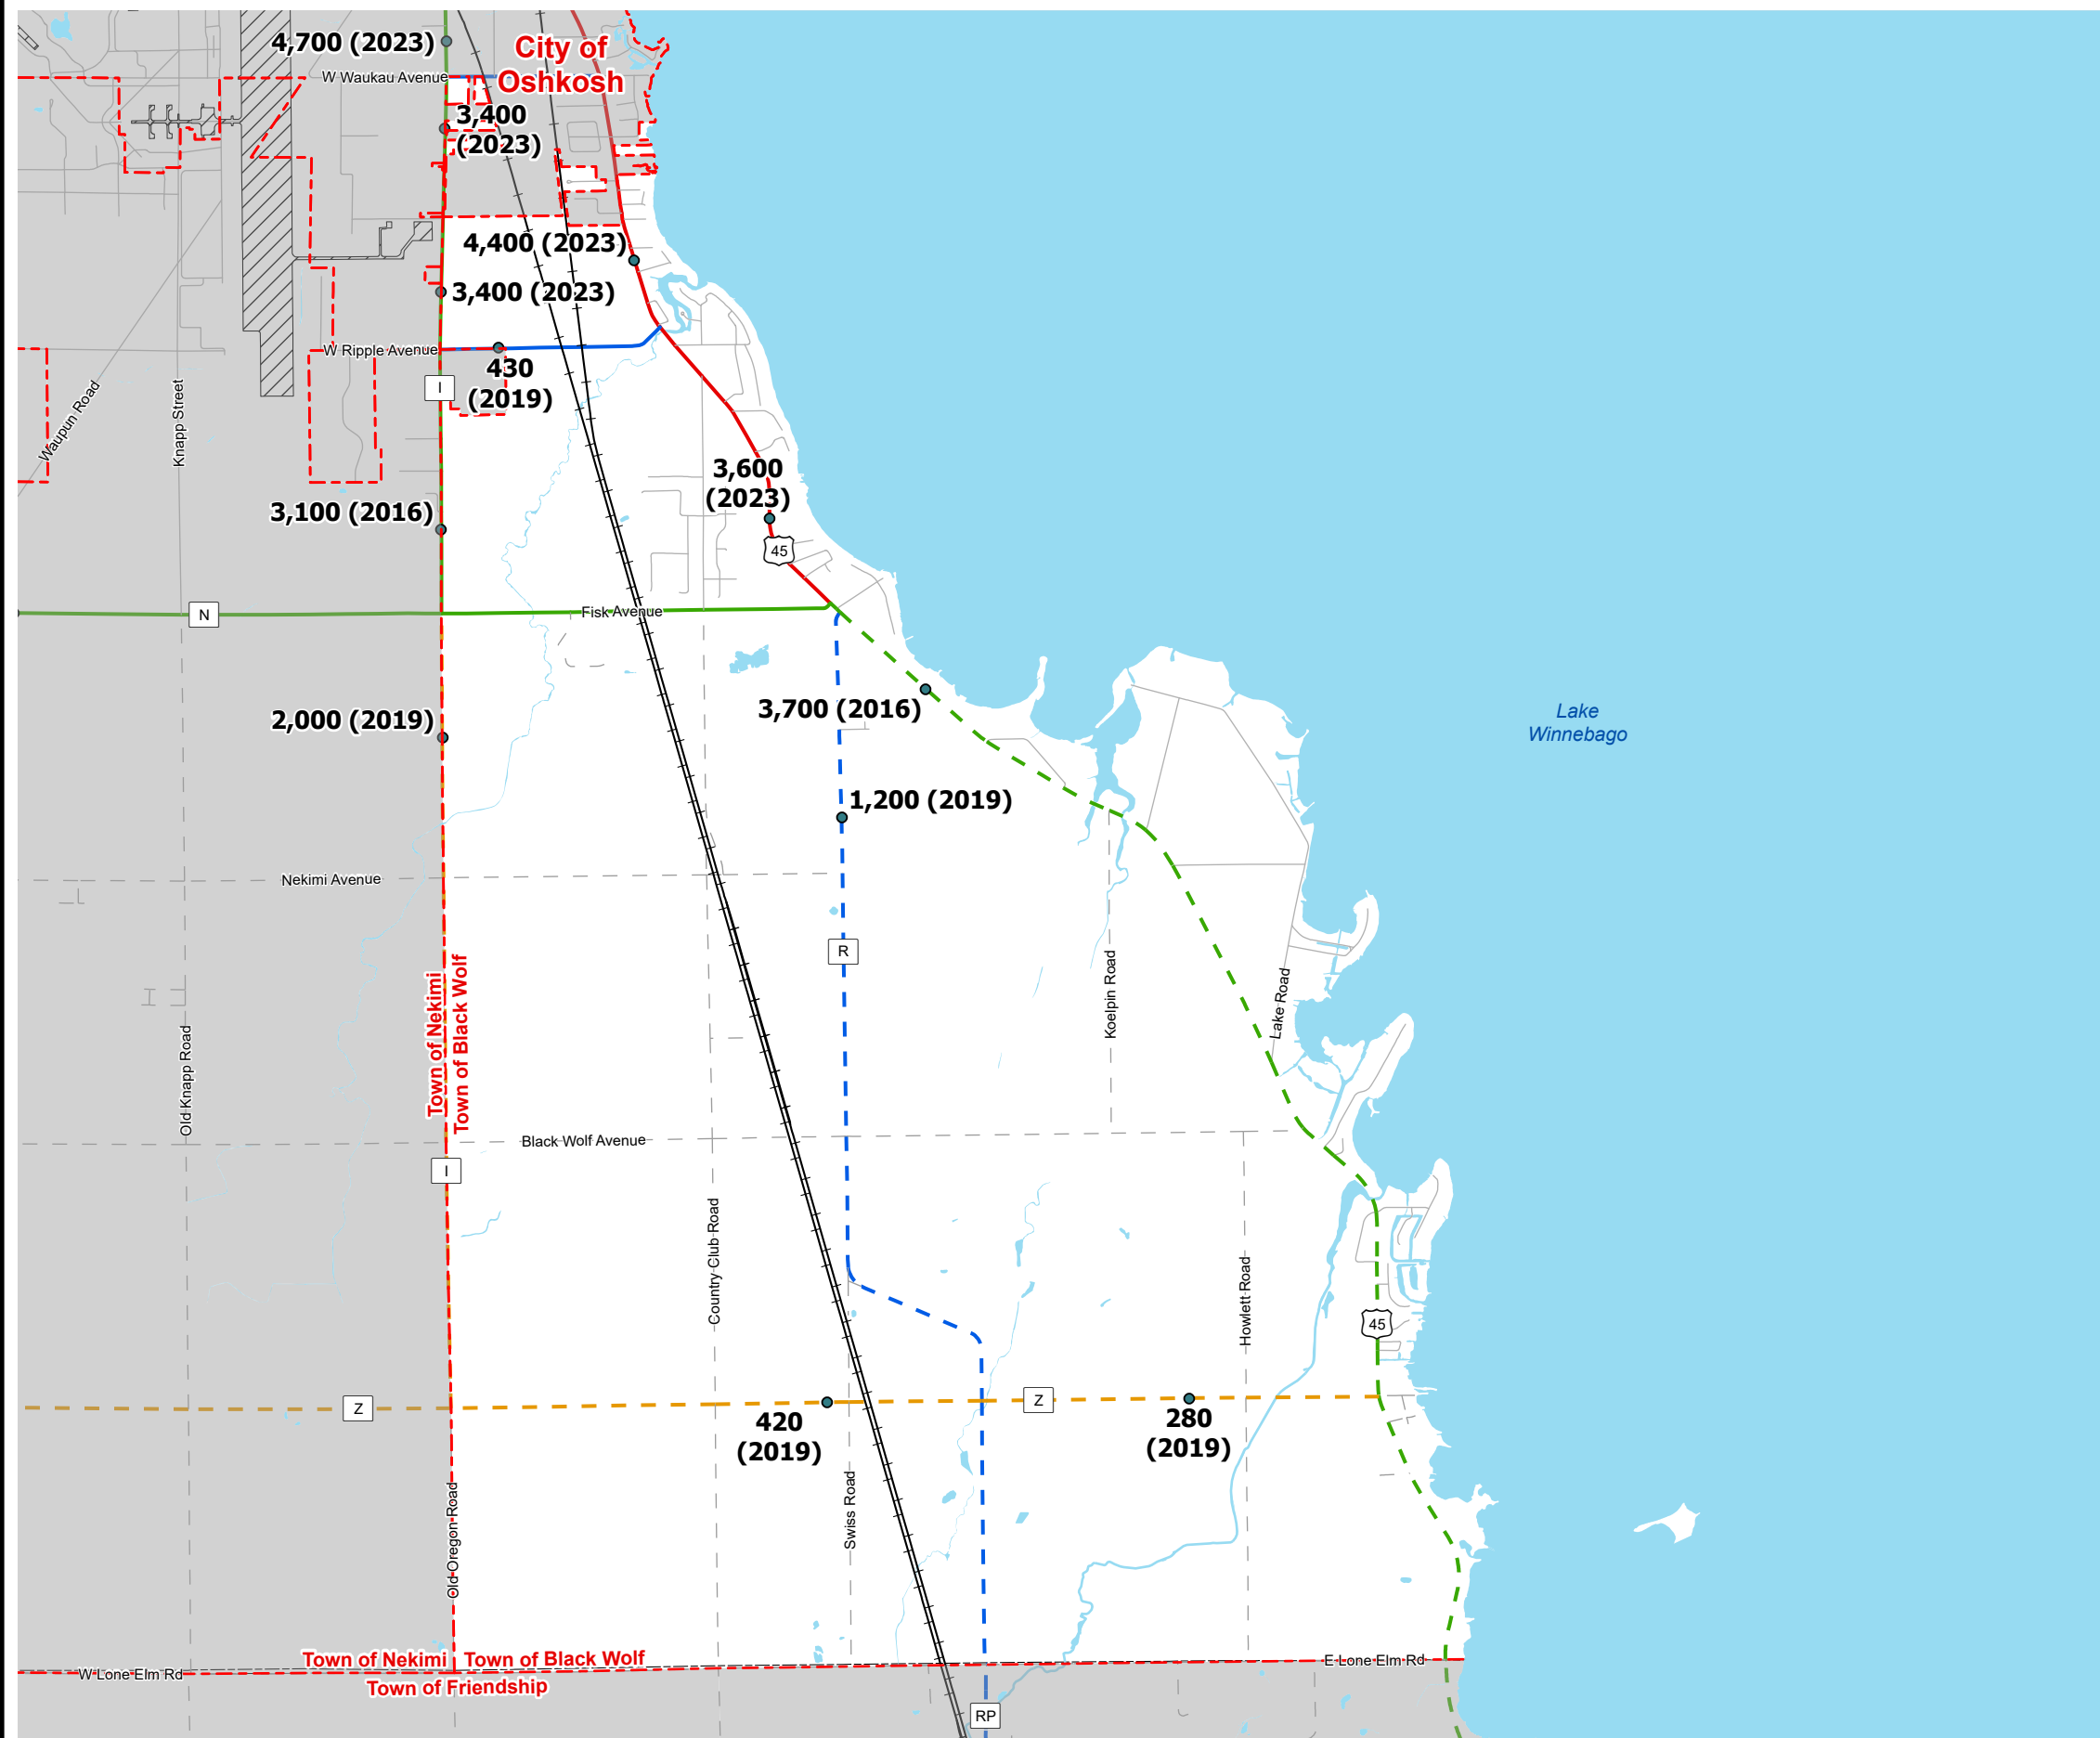 4,700 (2023)
City of
Oshkosh
W Waukau Avenue
3,400
(2023)
4,400 (2023)
3,400 (2023)
W Ripple Avenue
430
(2019)
I
Waupun Road
Knapp Street
3,600
(2023)
3,100 (2016)
45
N
Fisk Avenue
3,700 (2016)
2,000 (2019)
Lake
Winnebago
1,200 (2019)
Nekimi Avenue
R
Koelpin Road
Lake Road
Town of Nekimi
Town of Black Wolf
Old Knapp Road
Black Wolf Avenue
I
Country Club Road
Howlett Road
45
Z
Z
420
(2019)
280
(2019)
Swiss Road
Old Oregon Road
Town of Nekimi
Town of Black Wolf
W Lone Elm Rd
E Lone Elm Rd
Town of Friendship
RP